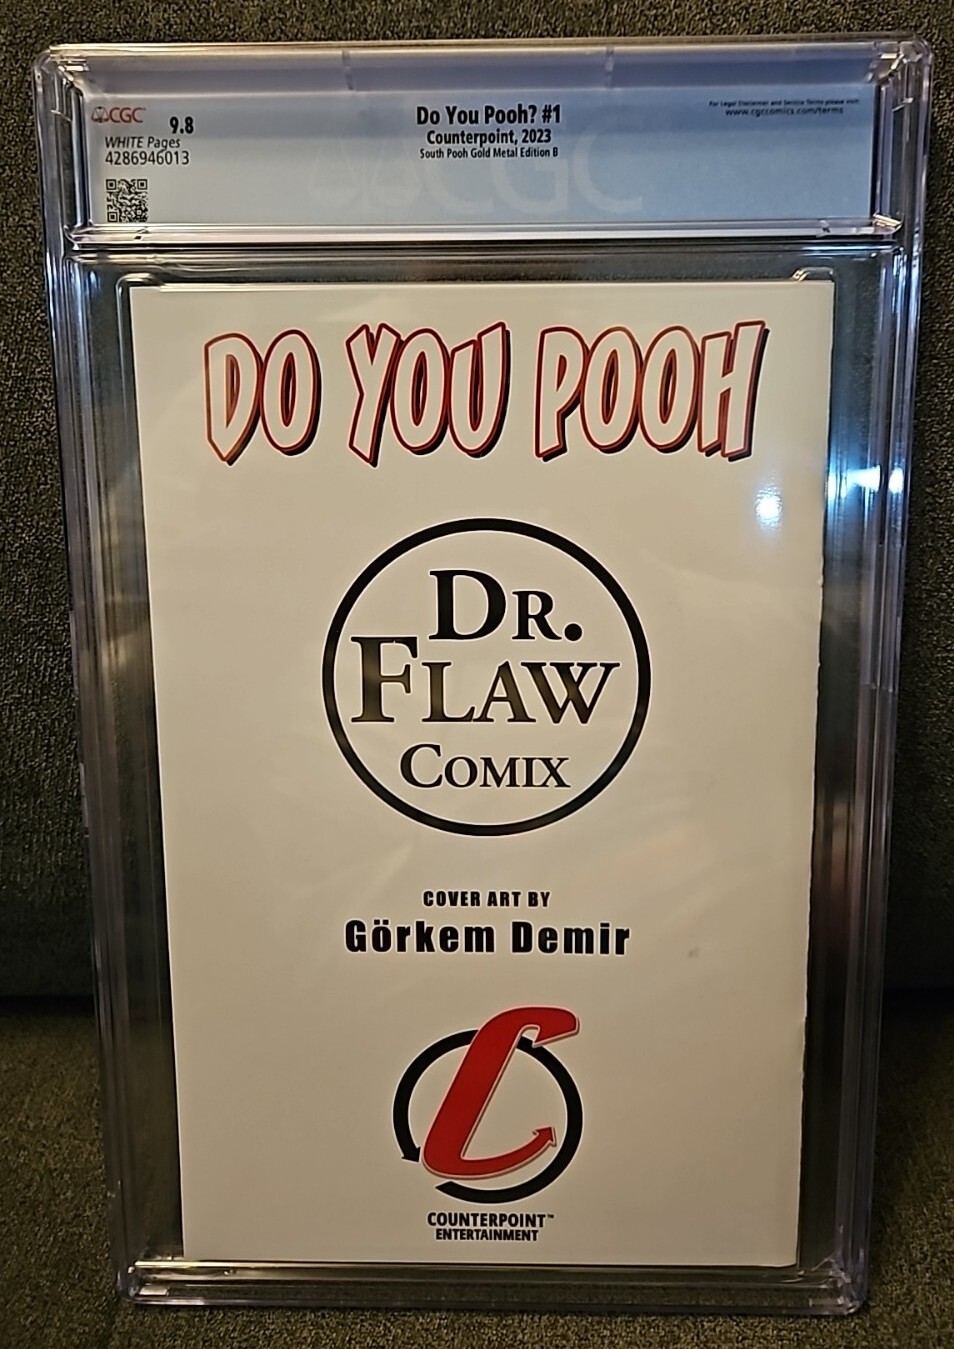 CGC
9.8
WHITE Pages
4286946013
Do You Pooh? #1
Counterpoint, 2023
South Pooh Gold Metal Edition B
For Legal Disclaimer and Service Terms please visit:
www.cgccomics.com/terms
CGC
DO YOU POOH
DR.
FLAW
COMIX
COVER ART BY
Görkem Demir
C
COUNTERPOINT™
ENTERTAINMENT